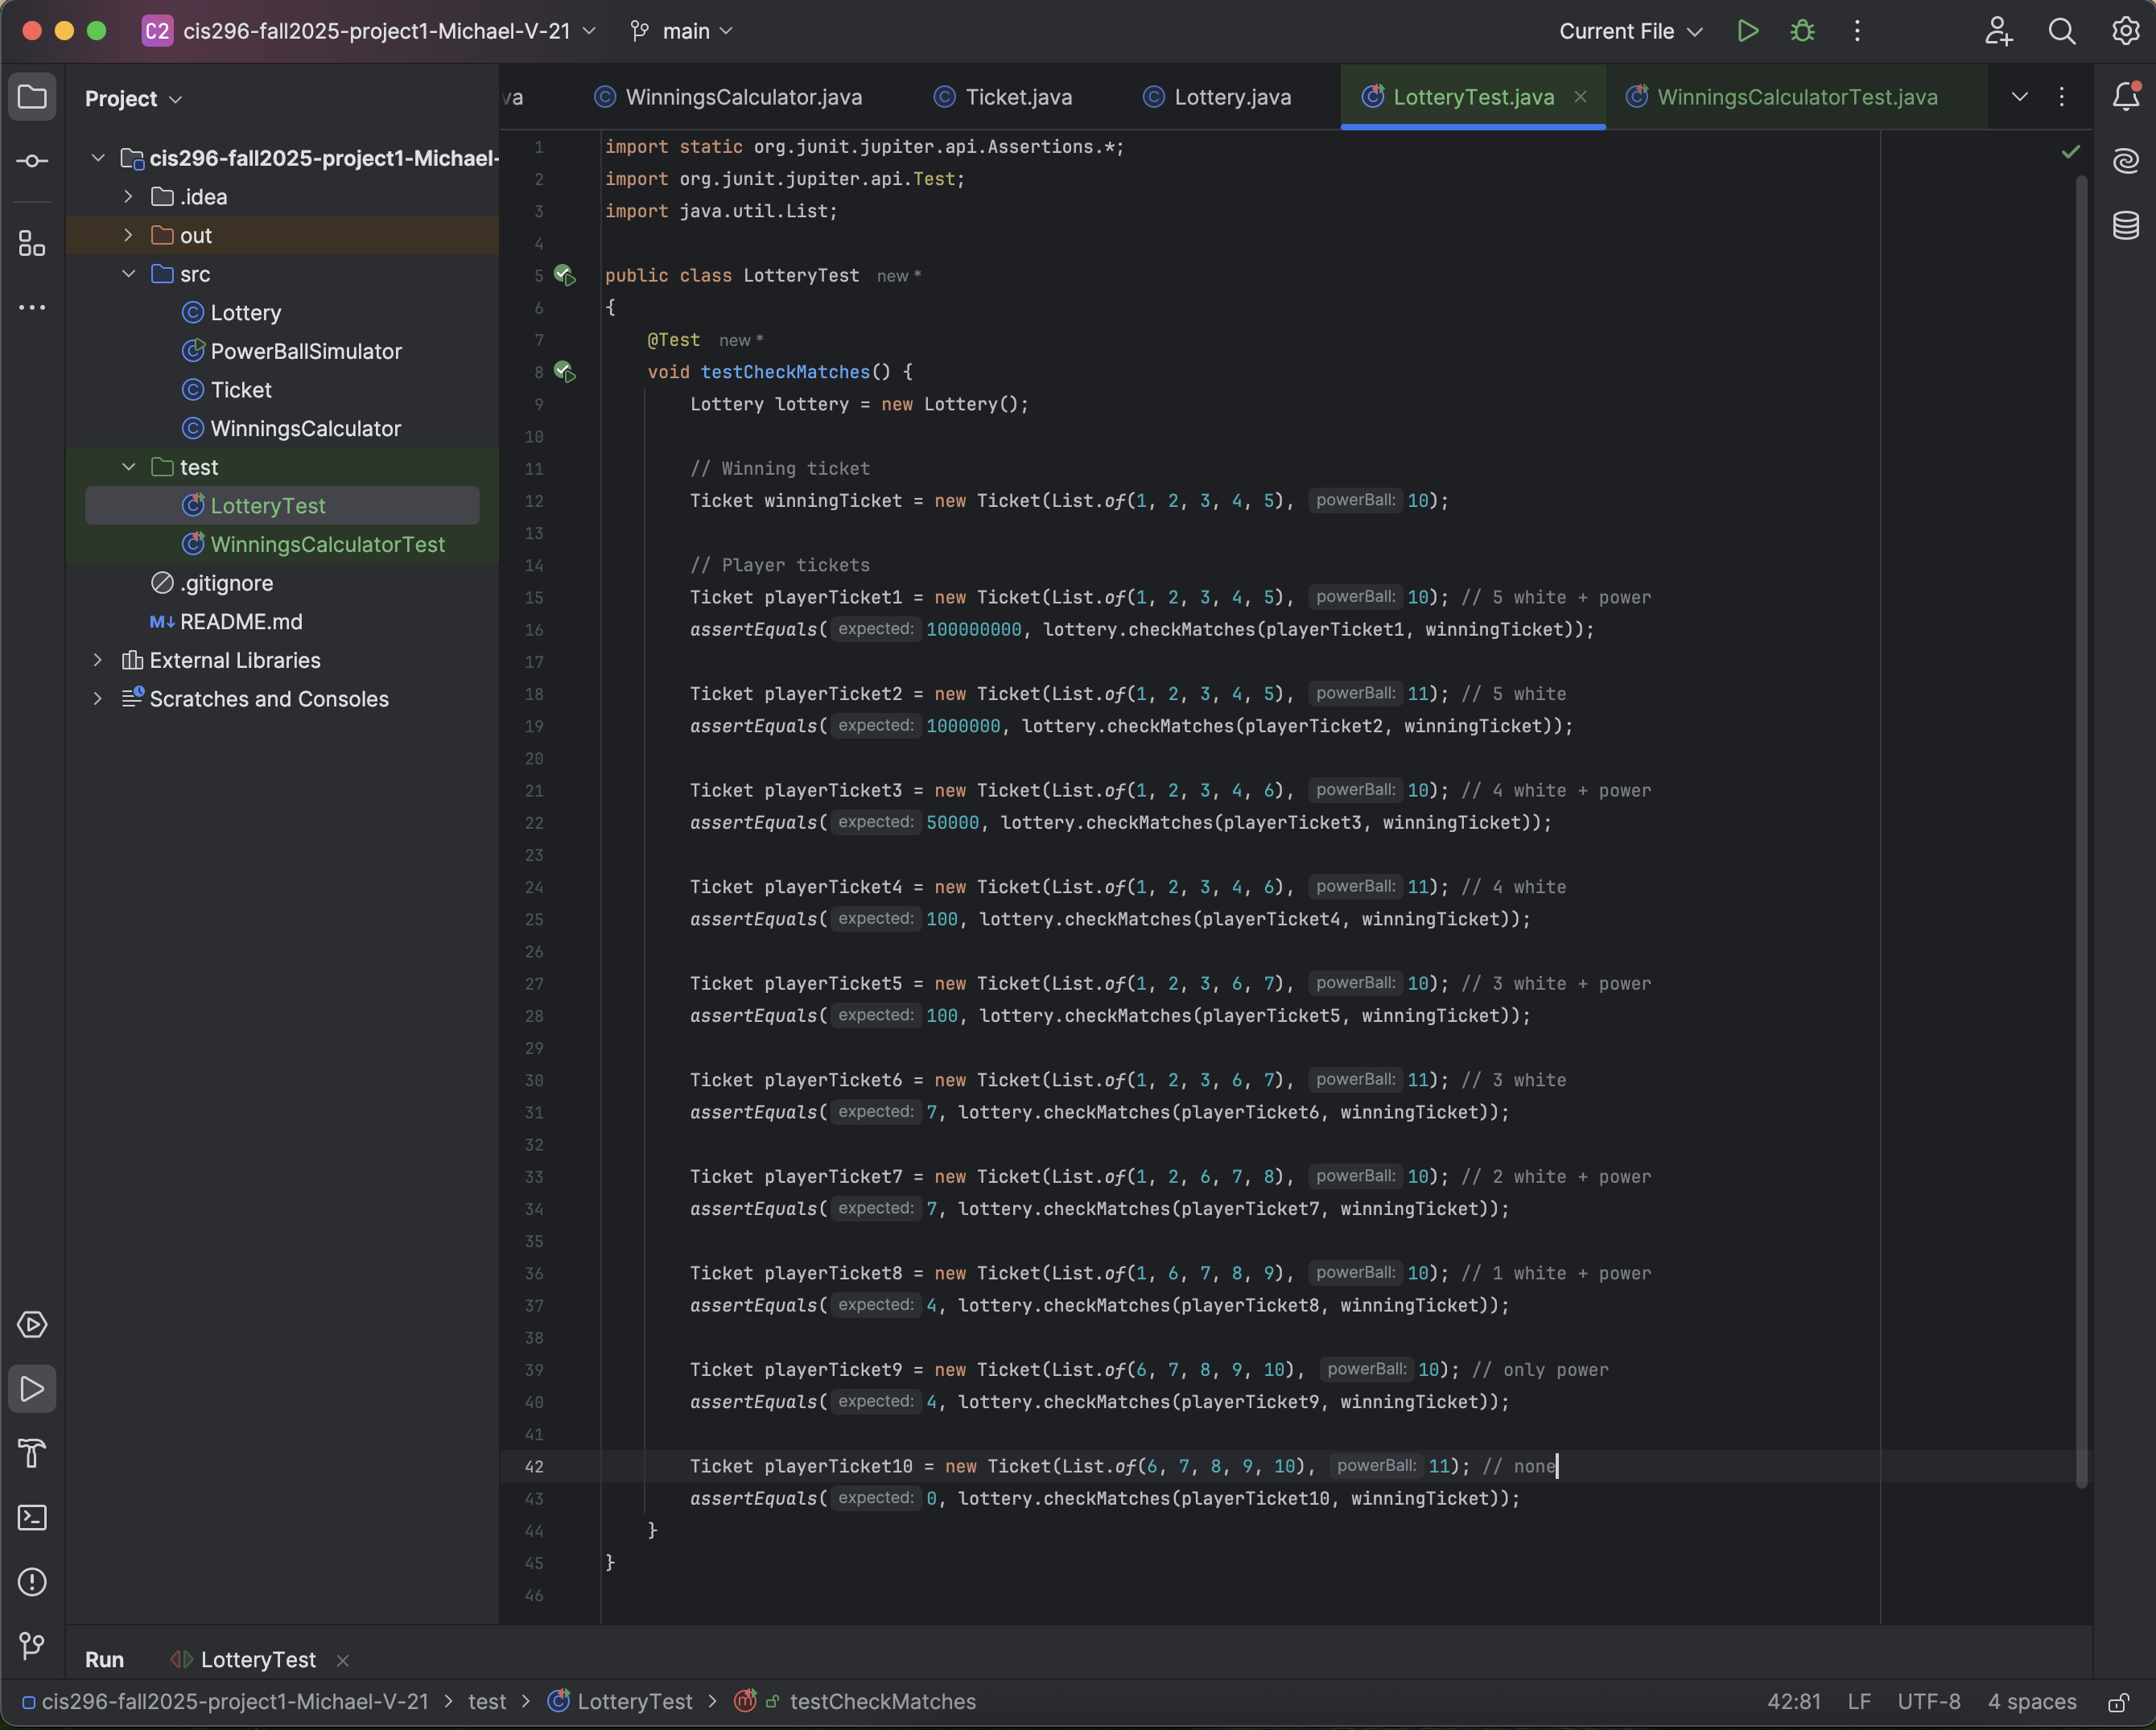 C2 cis296-fall2025-project1-Michael-V-21 main Current File
Project
va WinningsCalculator.java Ticket.java Lottery.java LotteryTest.java WinningsCalculatorTest.java
cis296-fall2025-project1-Michael-
.idea
out
src
Lottery
PowerBallSimulator
Ticket
WinningsCalculator
test
LotteryTest
WinningsCalculatorTest
.gitignore
M↓ README.md
External Libraries
Scratches and Consoles
1 import static org.junit.jupiter.api.Assertions.*;
2 import org.junit.jupiter.api.Test;
3 import java.util.List;
4
5 public class LotteryTest new *
6 {
7 @Test new *
8 void testCheckMatches() {
9 Lottery lottery = new Lottery();
10
11 // Winning ticket
12 Ticket winningTicket = new Ticket(List.of(1, 2, 3, 4, 5), powerBall: 10);
13
14 // Player tickets
15 Ticket playerTicket1 = new Ticket(List.of(1, 2, 3, 4, 5), powerBall: 10); // 5 white + power
16 assertEquals( expected: 100000000, lottery.checkMatches(playerTicket1, winningTicket));
17
18 Ticket playerTicket2 = new Ticket(List.of(1, 2, 3, 4, 5), powerBall: 11); // 5 white
19 assertEquals( expected: 1000000, lottery.checkMatches(playerTicket2, winningTicket));
20
21 Ticket playerTicket3 = new Ticket(List.of(1, 2, 3, 4, 6), powerBall: 10); // 4 white + power
22 assertEquals( expected: 50000, lottery.checkMatches(playerTicket3, winningTicket));
23
24 Ticket playerTicket4 = new Ticket(List.of(1, 2, 3, 4, 6), powerBall: 11); // 4 white
25 assertEquals( expected: 100, lottery.checkMatches(playerTicket4, winningTicket));
26
27 Ticket playerTicket5 = new Ticket(List.of(1, 2, 3, 6, 7), powerBall: 10); // 3 white + power
28 assertEquals( expected: 100, lottery.checkMatches(playerTicket5, winningTicket));
29
30 Ticket playerTicket6 = new Ticket(List.of(1, 2, 3, 6, 7), powerBall: 11); // 3 white
31 assertEquals( expected: 7, lottery.checkMatches(playerTicket6, winningTicket));
32
33 Ticket playerTicket7 = new Ticket(List.of(1, 2, 6, 7, 8), powerBall: 10); // 2 white + power
34 assertEquals( expected: 7, lottery.checkMatches(playerTicket7, winningTicket));
35
36 Ticket playerTicket8 = new Ticket(List.of(1, 6, 7, 8, 9), powerBall: 10); // 1 white + power
37 assertEquals( expected: 4, lottery.checkMatches(playerTicket8, winningTicket));
38
39 Ticket playerTicket9 = new Ticket(List.of(6, 7, 8, 9, 10), powerBall: 10); // only power
40 assertEquals( expected: 4, lottery.checkMatches(playerTicket9, winningTicket));
41
42 Ticket playerTicket10 = new Ticket(List.of(6, 7, 8, 9, 10), powerBall: 11); // none
43 assertEquals( expected: 0, lottery.checkMatches(playerTicket10, winningTicket));
44 }
45 }
46
Run LotteryTest
cis296-fall2025-project1-Michael-V-21 > test > LotteryTest > testCheckMatches 42:81 LF UTF-8 4 spaces